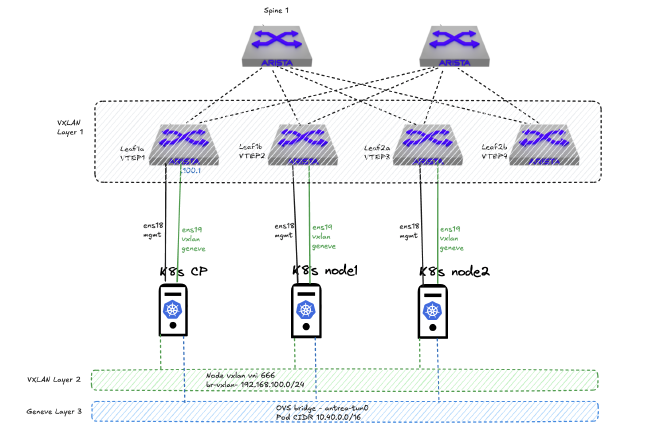 Spine 1
ARISTA
ARISTA
VXLAN
Layer 1
Leaf1a
VTEP1
Leaf1b
VTEP2
Leaf2a
VTEP3
Leaf2b
VTEP4
ARISTA
ARISTA
ARISTA
ARISTA
.100.1
ens18
mgmt
ens19
vxlan
geneve
ens18
mgmt
ens19
vxlan
geneve
ens18
mgmt
ens19
vxlan
geneve
K8s CP
K8s node1
K8s node2
VXLAN Layer 2
Node vxlan vni 666
br-vxlan- 192.168.100.0/24
Geneve Layer 3
OVS bridge - antrea-tun0
Pod CIDR 10.40.0.0/16